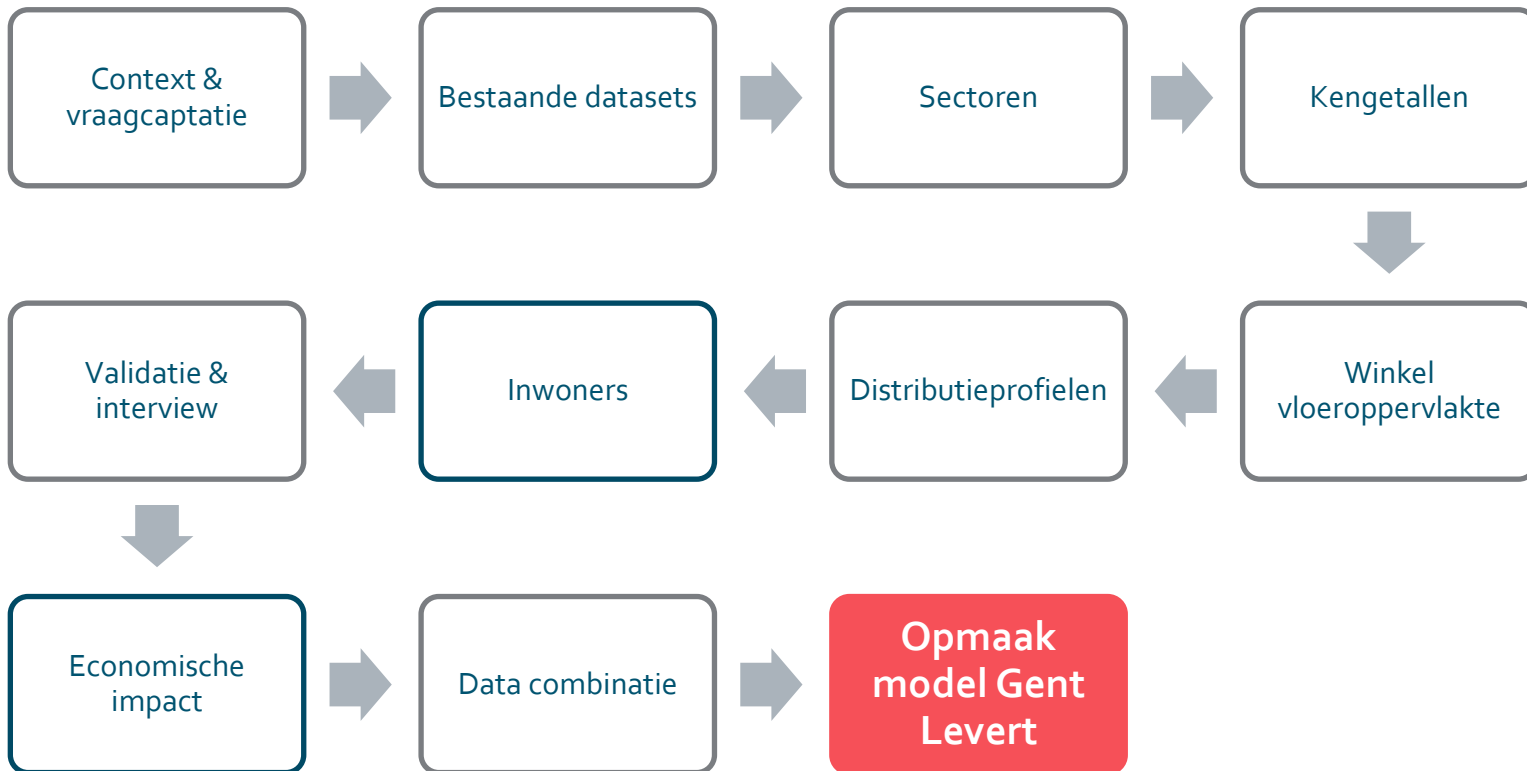 Context &
vraagcaptatie
Bestaande datasets
Sectoren
Kengetallen
Winkel
vloeroppervlakte
Distributieprofielen
Inwoners
Validatie &
interview
Economische
impact
Data combinatie
Opmaak
model Gent
Levert